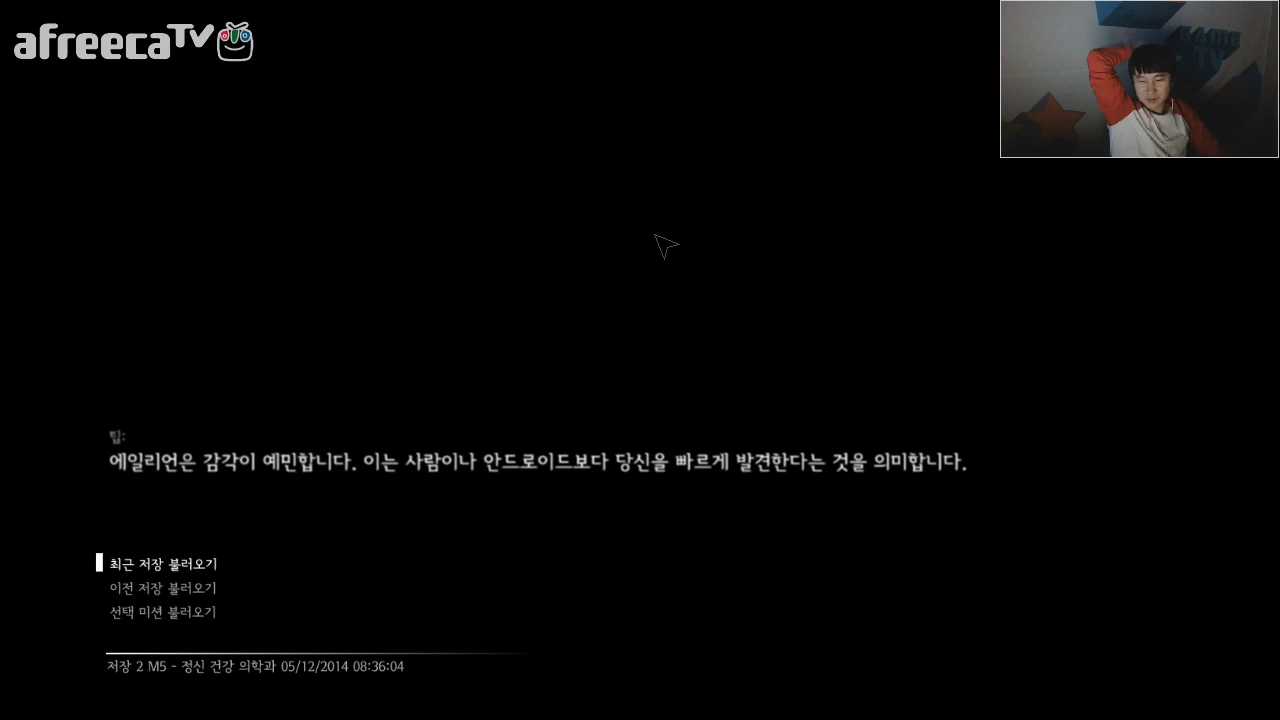 afreecaTV
GAME
TV
팁:
에일리언은 감각이 예민합니다. 이는 사람이나 안드로이드보다 당신을 빠르게 발견한다는 것을 의미합니다.
최근 저장 불러오기
이전 저장 불러오기
선택 미션 불러오기
저장 2 M5 - 정신 건강 의학과 05/12/2014 08:36:04